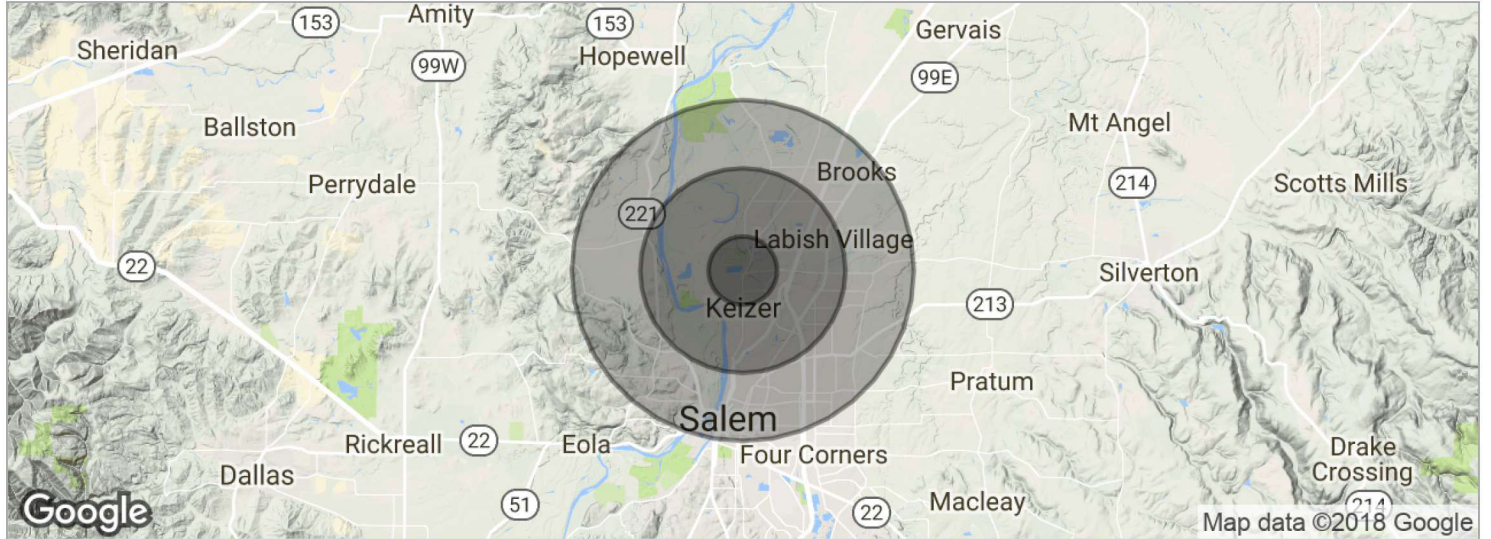 Amity
153
153
Sheridan
Gervais
Hopewell
99W
99E
Ballston
Mt Angel
Brooks
Perrydale
214
Scotts Mills
221
Labish Village
22
Silverton
213
Keizer
Pratum
Salem
Rickreall
22
Eola
Four Corners
Drake
Crossing
Dallas
51
Macleay
22
214
Google
Map data ©2018 Google